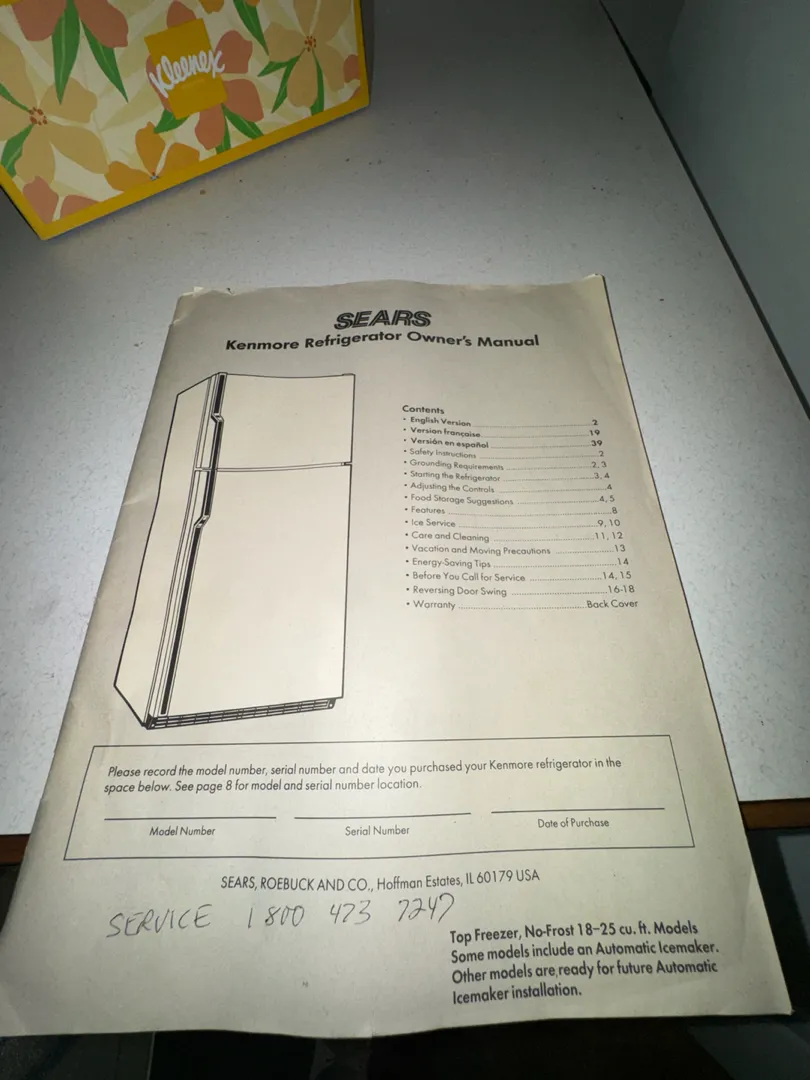 Kleenex
SEARS
Kenmore Refrigerator Owner's Manual
Contents
• English Version 2
• Version française 19
• Versión en español 39
• Safety Instructions 2
• Grounding Requirements 2, 3
• Starting the Refrigerator 3, 4
• Adjusting the Controls 4
• Food Storage Suggestions 4, 5
• Features 8
• Ice Service 9, 10
• Care and Cleaning 11, 12
• Vacation and Moving Precautions 13
• Energy-Saving Tips 14
• Before You Call for Service 14, 15
• Reversing Door Swing 16-18
• Warranty Back Cover
Please record the model number, serial number and date you purchased your Kenmore refrigerator in the
space below. See page 8 for model and serial number location.
Model Number Serial Number Date of Purchase
SEARS, ROEBUCK AND CO., Hoffman Estates, IL 60179 USA
SERVICE 1 800 473 7247
Top Freezer, No-Frost 18–25 cu. ft. Models
Some models include an Automatic Icemaker.
Other models are ready for future Automatic
Icemaker installation.